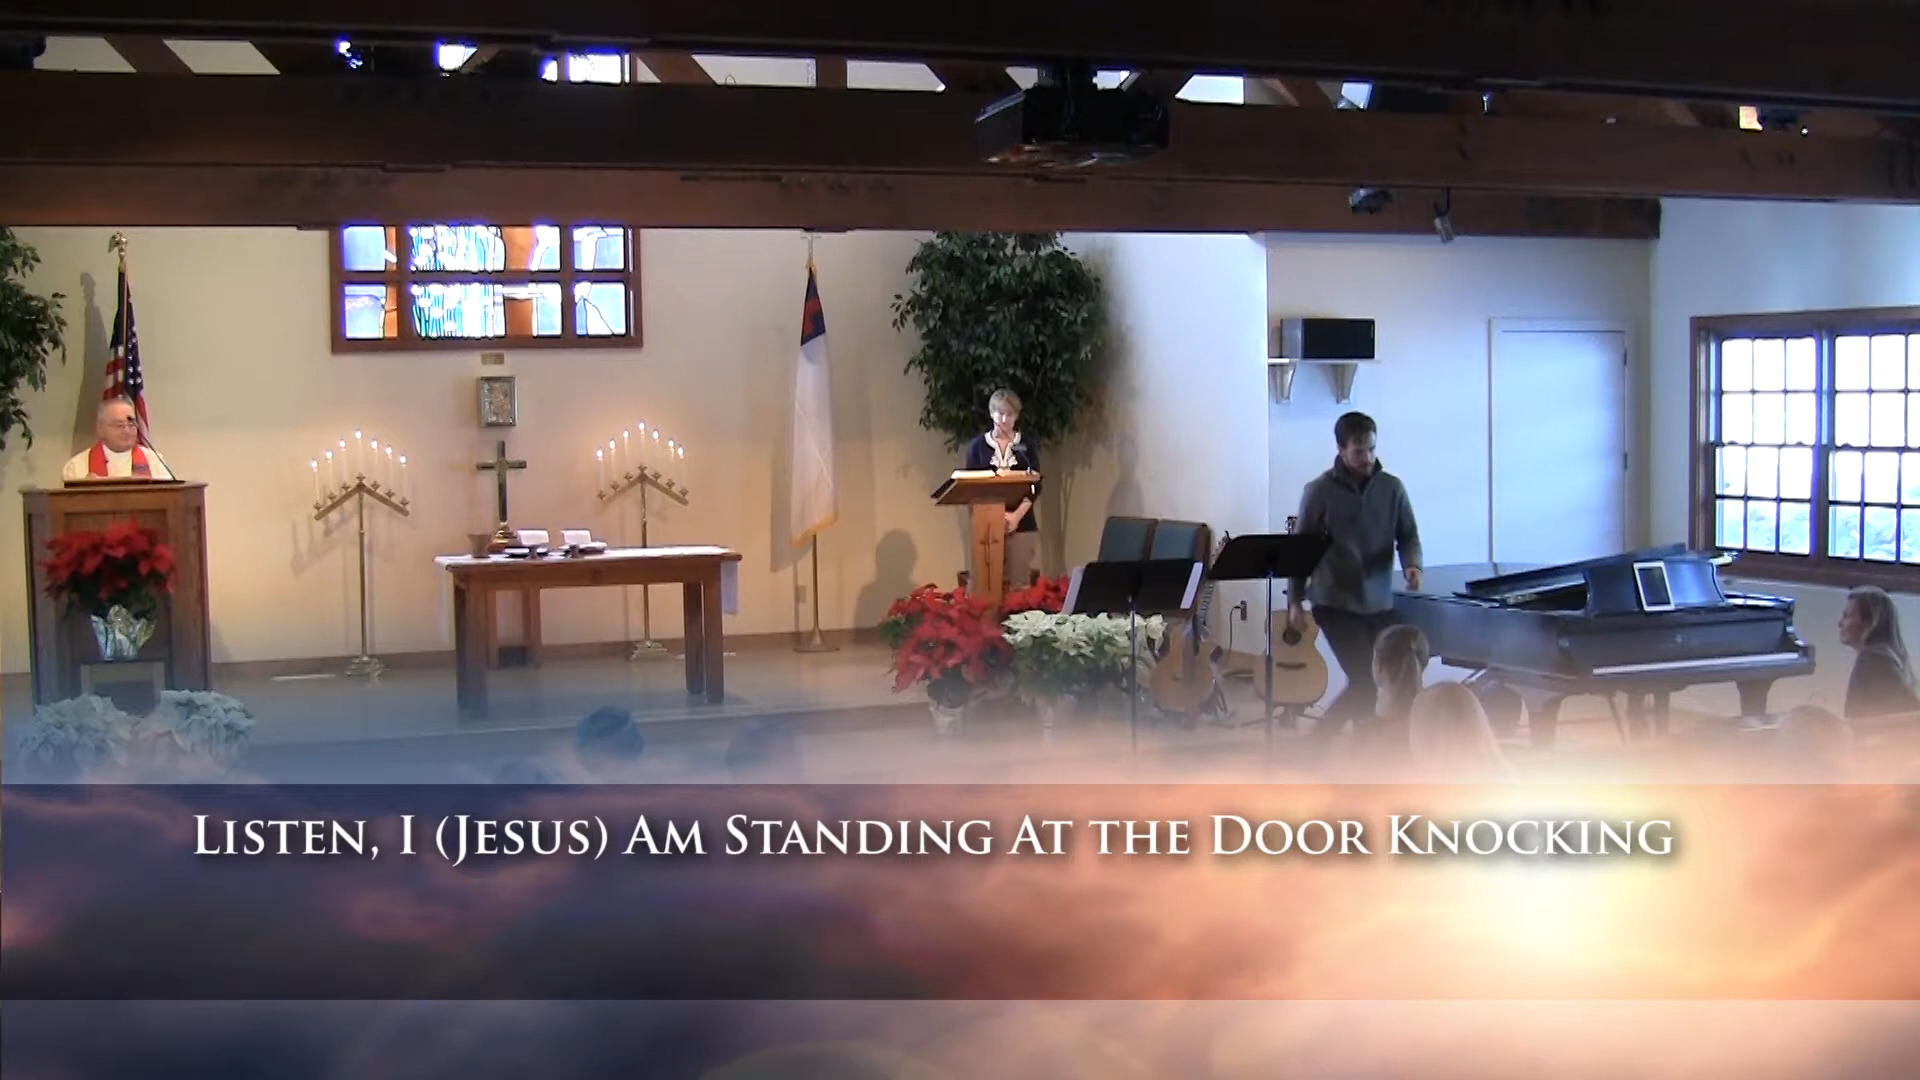 Listen, I (Jesus) Am Standing At the Door Knocking